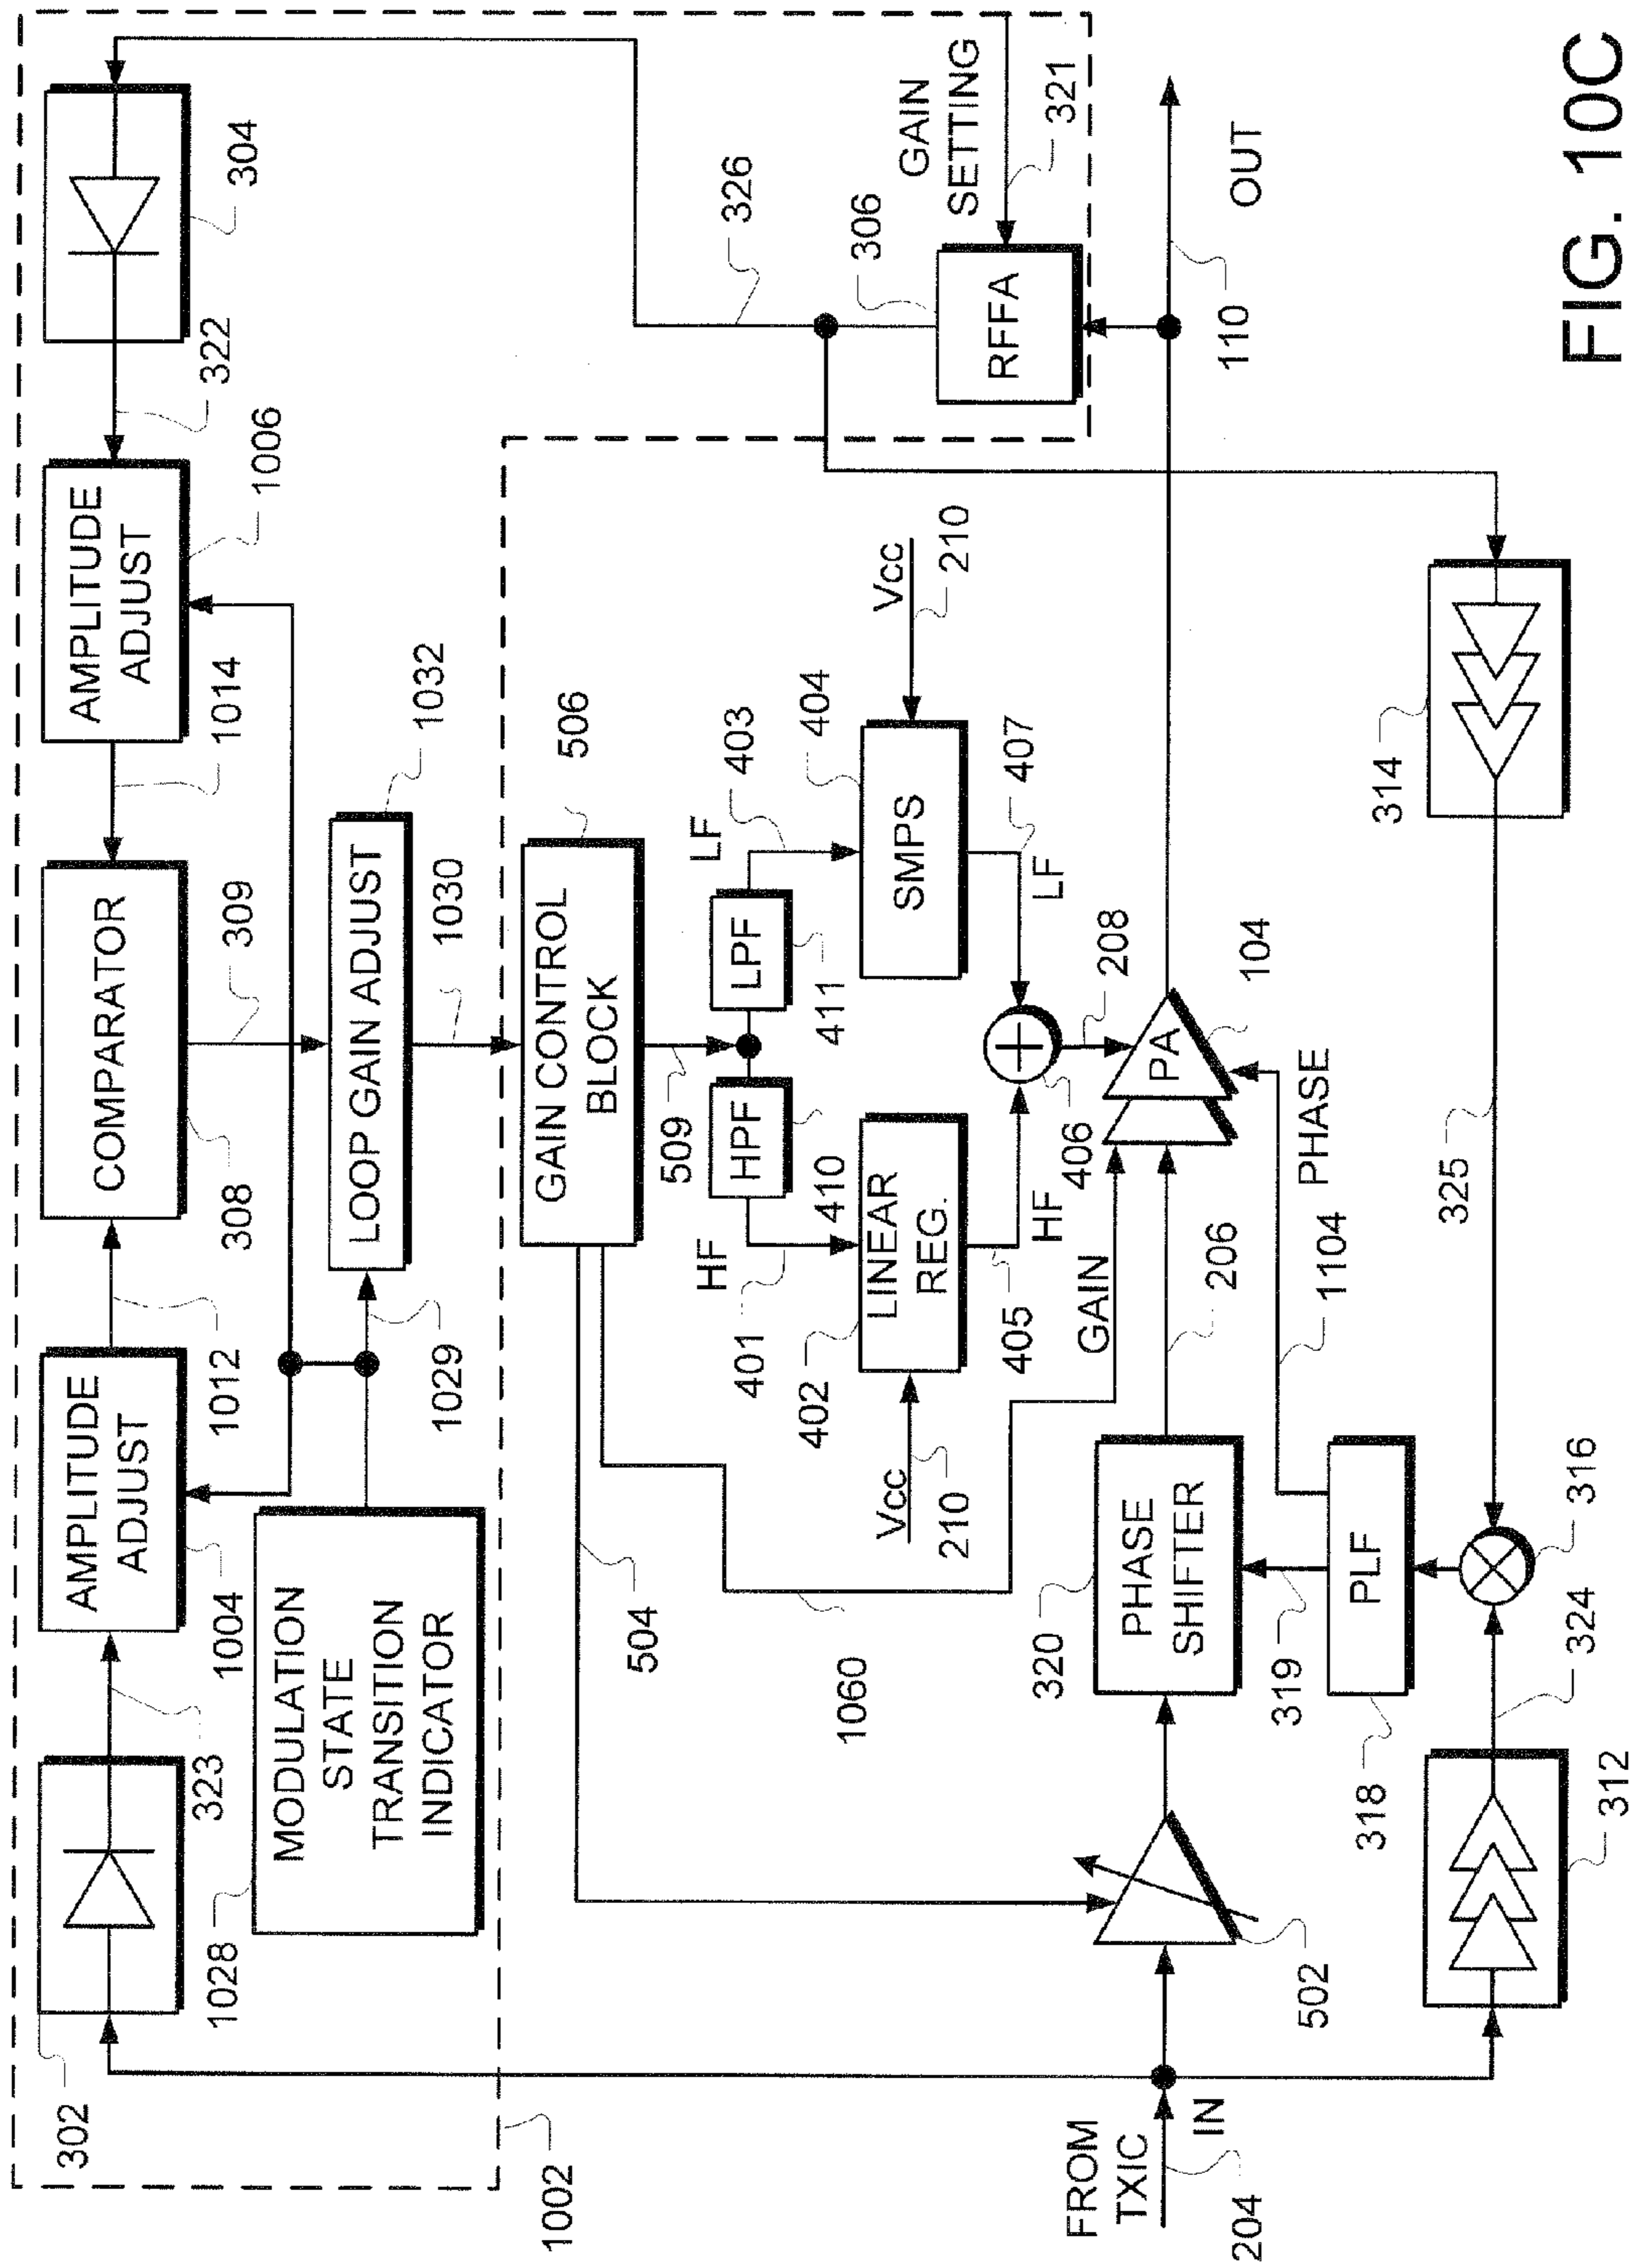 302
323
AMPLITUDE
ADJUST
1004
1012
COMPARATOR
308
309
1014
AMPLITUDE
ADJUST
1006
322
304
1028
MODULATION
STATE
TRANSITION
INDICATOR
1029
LOOP GAIN ADJUST
1032
1030
1002
GAIN CONTROL
BLOCK
506
504
509
HF
HPF
410
LPF
411
LF
403
401
1060
Vcc
210
402
LINEAR
REG.
405
HF
406
SMPS
404
407
LF
Vcc
210
208
326
306
RFFA
GAIN
SETTING
321
FROM
TXIC
204
IN
502
320
PHASE
SHIFTER
206
GAIN
PA
104
110
OUT
319
PLF
318
1104
PHASE
312
324
316
325
314
FIG. 10C